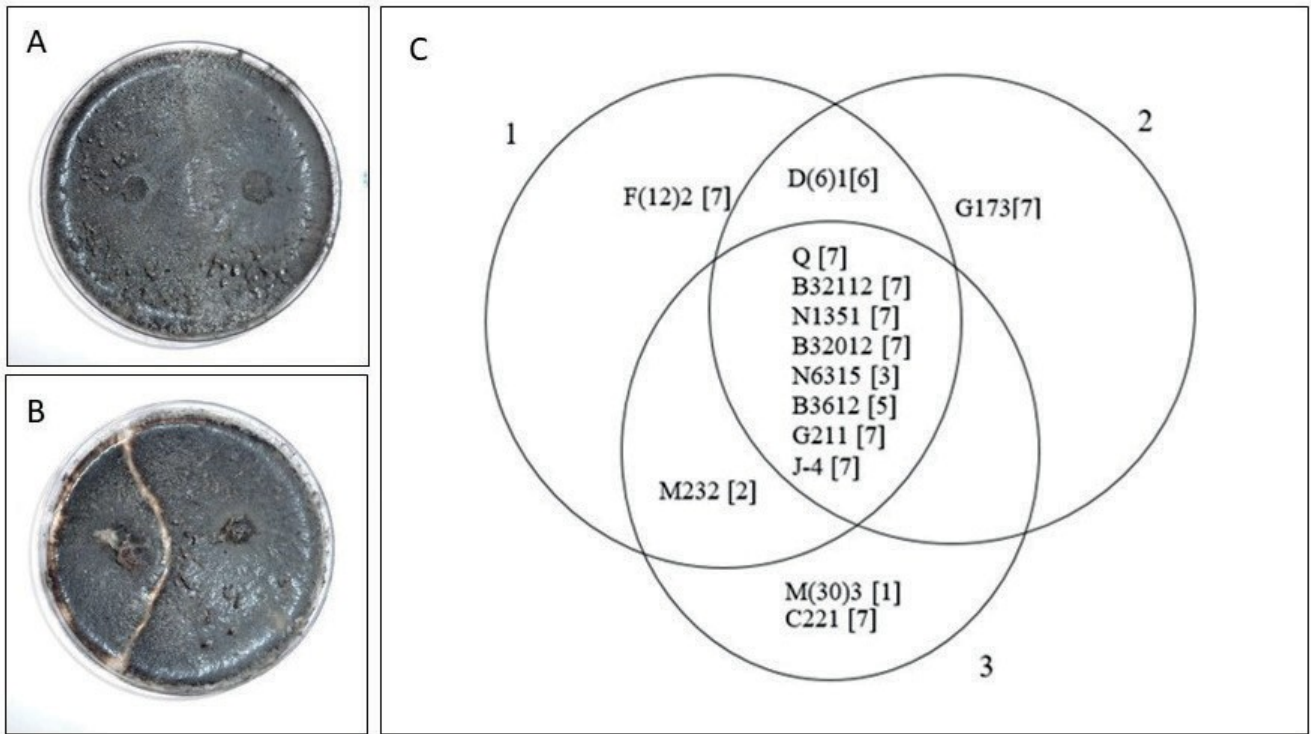 A
B
C
1
2
F(12)2 [7]
D(6)1[6]
G173[7]
Q [7]
B32112 [7]
N1351 [7]
B32012 [7]
N6315 [3]
B3612 [5]
G211 [7]
J-4 [7]
M232 [2]
M(30)3 [1]
C221 [7]
3